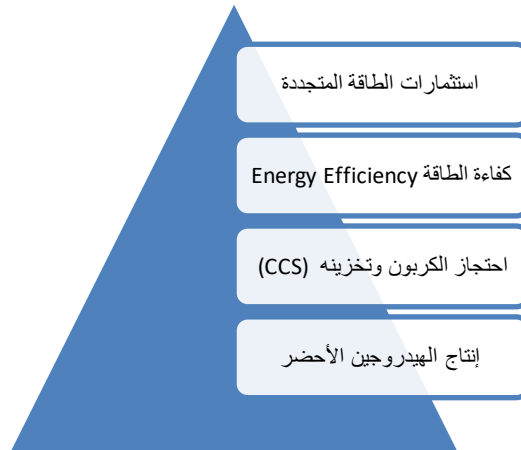 استثمارات الطاقة المتجددة
كفاءة الطاقة Energy Efficiency
احتجاز الكربون وتخزينه (CCS)
إنتاج الهيدروجين الأخضر